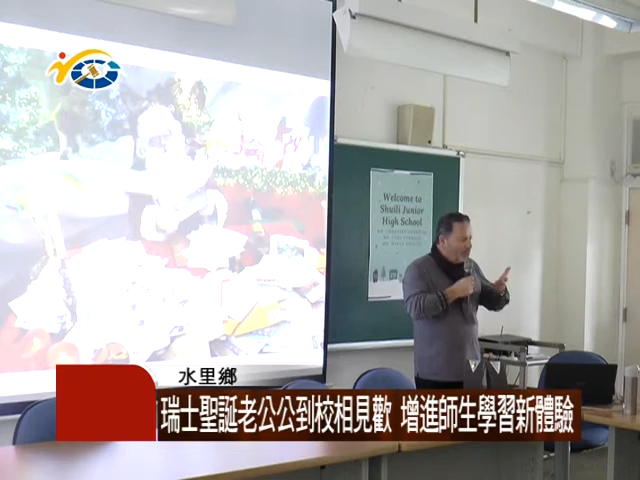 Welcome to
Shuili Junior
High School
水里鄉
瑞士聖誕老公公到校相見歡 增進師生學習新體驗